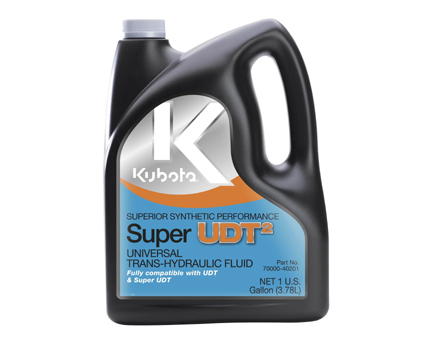 K
Kubota
SUPERIOR SYNTHETIC PERFORMANCE
Super UDT2
UNIVERSAL
TRANS-HYDRAULIC FLUID
Fully compatible with UDT
& Super UDT
Part No.
70000-40201
NET 1 U.S.
Gallon (3.78L)